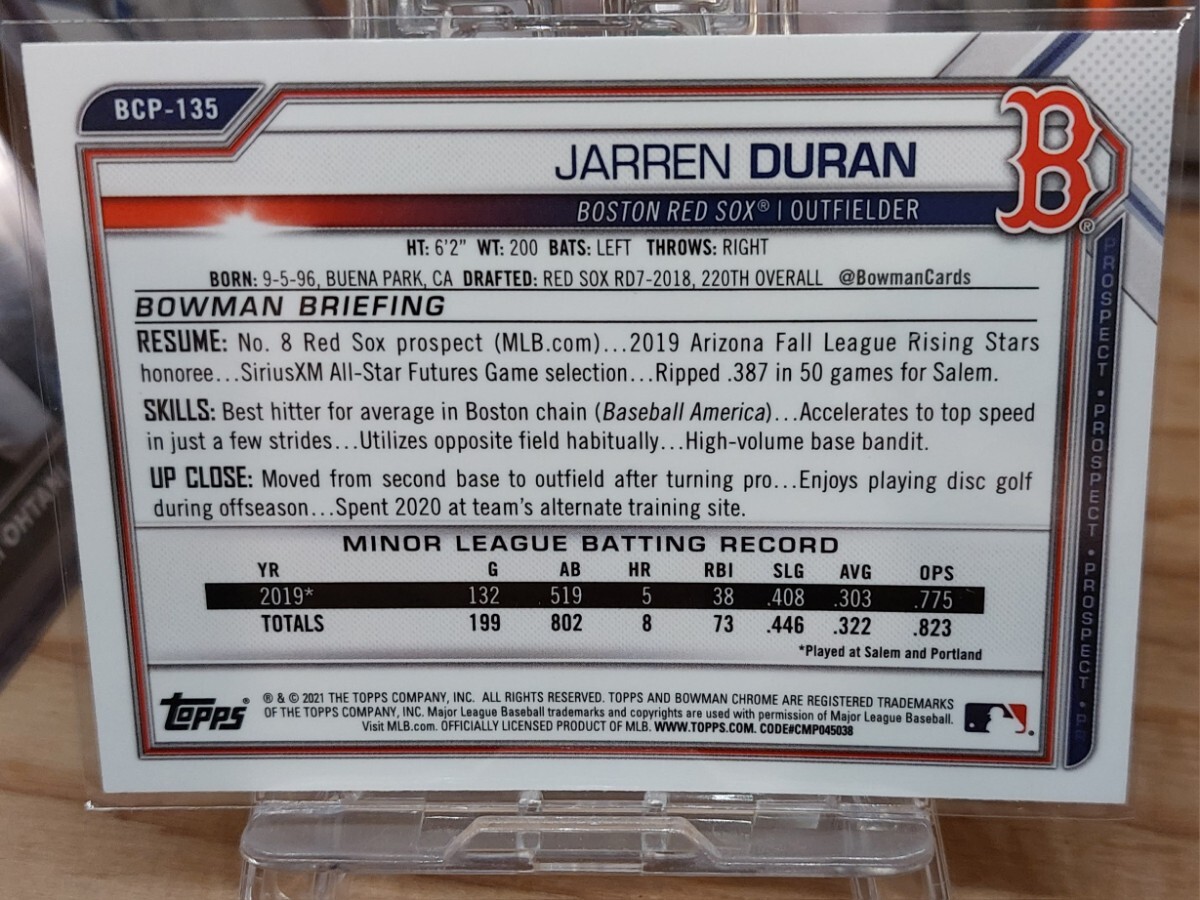 BCP-135
JARREN DURAN
BOSTON RED SOX® | OUTFIELDER
B
®
HT: 6'2" WT: 200 BATS: LEFT THROWS: RIGHT
BORN: 9-5-96, BUENA PARK, CA DRAFTED: RED SOX RD7-2018, 220TH OVERALL @BowmanCards
BOWMAN BRIEFING
RESUME: No. 8 Red Sox prospect (MLB.com)...2019 Arizona Fall League Rising Stars
honoree...SiriusXM All-Star Futures Game selection...Ripped .387 in 50 games for Salem.
SKILLS: Best hitter for average in Boston chain (Baseball America)...Accelerates to top speed
in just a few strides...Utilizes opposite field habitually...High-volume base bandit.
UP CLOSE: Moved from second base to outfield after turning pro...Enjoys playing disc golf
during offseason...Spent 2020 at team's alternate training site.
MINOR LEAGUE BATTING RECORD
YR G AB HR RBI SLG AVG OPS
2019* 132 519 5 38 .408 .303 .775
TOTALS 199 802 8 73 .446 .322 .823
*Played at Salem and Portland
Topps®
® & © 2021 THE TOPPS COMPANY, INC. ALL RIGHTS RESERVED. TOPPS AND BOWMAN CHROME ARE REGISTERED TRADEMARKS
OF THE TOPPS COMPANY, INC. Major League Baseball trademarks and copyrights are used with permission of Major League Baseball.
Visit MLB.com. OFFICIALLY LICENSED PRODUCT OF MLB. WWW.TOPPS.COM. CODE#CMP045038
PROSPECT • PROSPECT • PROSPECT •
OHTANI